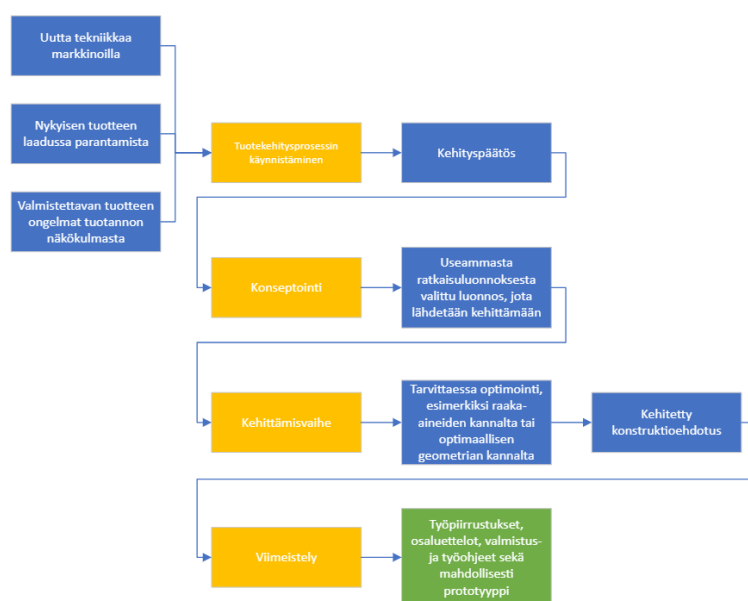 Uutta tekniikkaa
markkinoilla
Nykyisen tuotteen
laadussa parantamista
Valmistettavan tuotteen
ongelmat tuotannon
näkökulmasta
Tuotekehitysprosessin
käynnistäminen
Kehityspäätös
Konseptointi
Useammasta
ratkaisuluonnoksesta
valittu luonnos, jota
lähdetään kehittämään
Kehittämisvaihe
Tarvittaessa optimointi,
esimerkiksi raaka-
aineiden kannalta tai
optimaallisen
geometrian kannalta
Kehitetty
konstruktioehdotus
Viimeistely
Työpiirrustukset,
osaluettelot, valmistus-
ja työohjeet sekä
mahdollisesti
prototyyppi